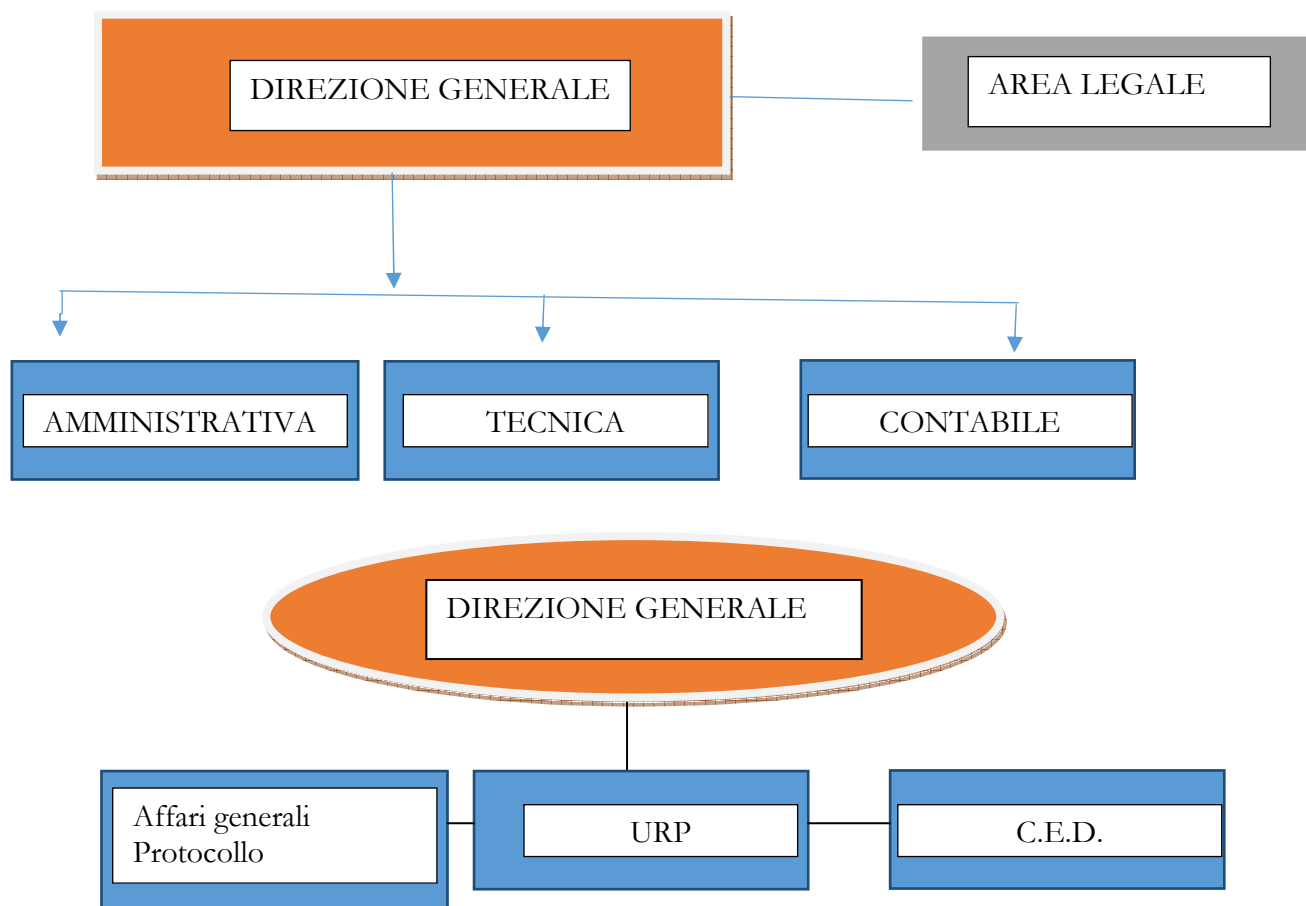 DIREZIONE GENERALE
AREA LEGALE
AMMINISTRATIVA
TECNICA
CONTABILE
DIREZIONE GENERALE
Affari generali
Protocollo
URP
C.E.D.